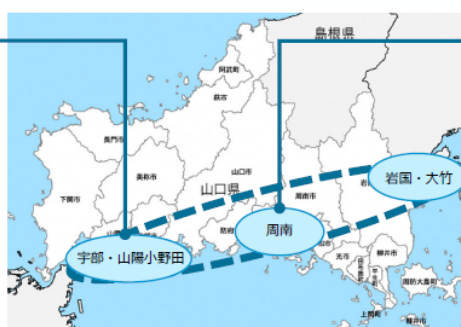 島根県
阿武町
萩市
長門市
美祢市
山口市
下関市
山口県
周南市
岩国・大竹
周南
防府
宇部・山陽小野田
光市
柳井市
周防大島町
上関町